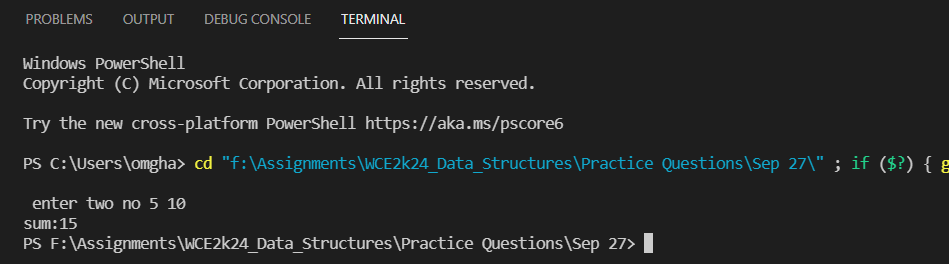 PROBLEMS OUTPUT DEBUG CONSOLE TERMINAL
Windows PowerShell
Copyright (C) Microsoft Corporation. All rights reserved.
Try the new cross-platform PowerShell https://aka.ms/pscore6
PS C:\Users\omgha> cd "f:\Assignments\WCE2k24_Data_Structures\Practice Questions\Sep 27\" ; if ($?) { g
enter two no 5 10
sum:15
PS F:\Assignments\WCE2k24_Data_Structures\Practice Questions\Sep 27>